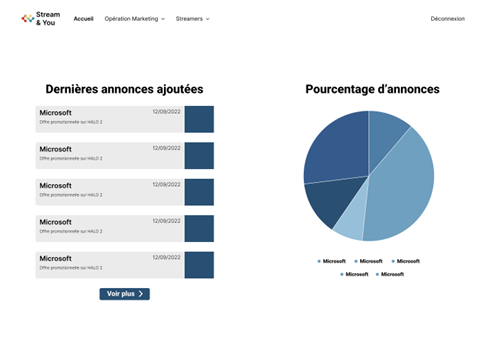 Stream
& You
Accueil
Opération Marketing
Streamers
Déconnexion
Dernières annonces ajoutées
Pourcentage d'annonces
Microsoft
12/09/2022
Offre promotionnelle sur HALO 2
Microsoft
12/09/2022
Offre promotionnelle sur HALO 2
Microsoft
12/09/2022
Offre promotionnelle sur HALO 2
Microsoft
12/09/2022
Offre promotionnelle sur HALO 2
Microsoft
12/09/2022
Offre promotionnelle sur HALO 2
Voir plus
Microsoft
Microsoft
Microsoft
Microsoft
Microsoft